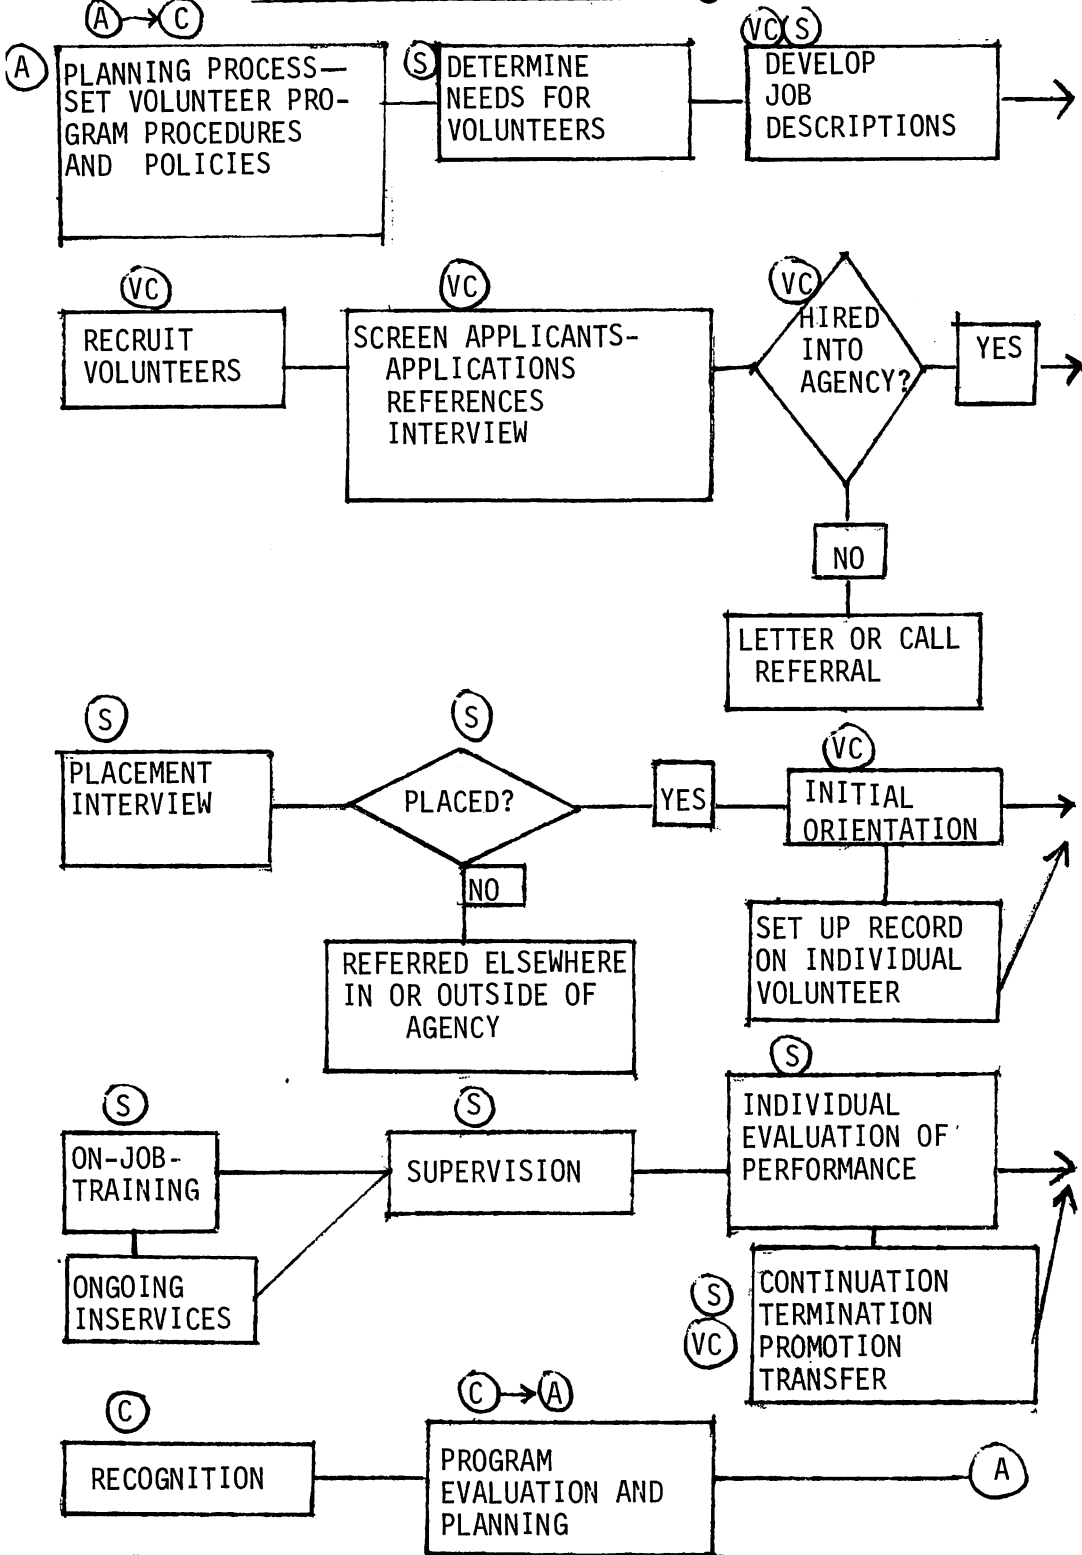 A → C
A
PLANNING PROCESS—
SET VOLUNTEER PRO-
GRAM PROCEDURES
AND POLICIES
S
DETERMINE
NEEDS FOR
VOLUNTEERS
VC S
DEVELOP
JOB
DESCRIPTIONS
VC
RECRUIT
VOLUNTEERS
VC
SCREEN APPLICANTS-
APPLICATIONS
REFERENCES
INTERVIEW
VC
HIRED
INTO
AGENCY?
YES
NO
LETTER OR CALL
REFERRAL
S
PLACEMENT
INTERVIEW
S
PLACED?
YES
NO
REFERRED ELSEWHERE
IN OR OUTSIDE OF
AGENCY
VC
INITIAL
ORIENTATION
SET UP RECORD
ON INDIVIDUAL
VOLUNTEER
S
ON-JOB-
TRAINING
ONGOING
INSERVICES
S
SUPERVISION
S
INDIVIDUAL
EVALUATION OF
PERFORMANCE
S
VC
CONTINUATION
TERMINATION
PROMOTION
TRANSFER
C
RECOGNITION
C → A
PROGRAM
EVALUATION AND
PLANNING
A